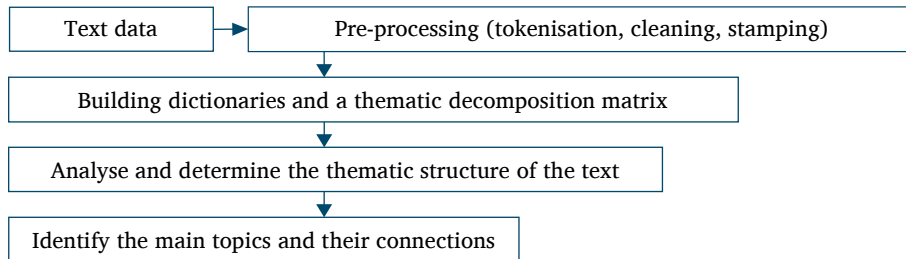 Text data
Pre-processing (tokenisation, cleaning, stamping)
Building dictionaries and a thematic decomposition matrix
Analyse and determine the thematic structure of the text
Identify the main topics and their connections